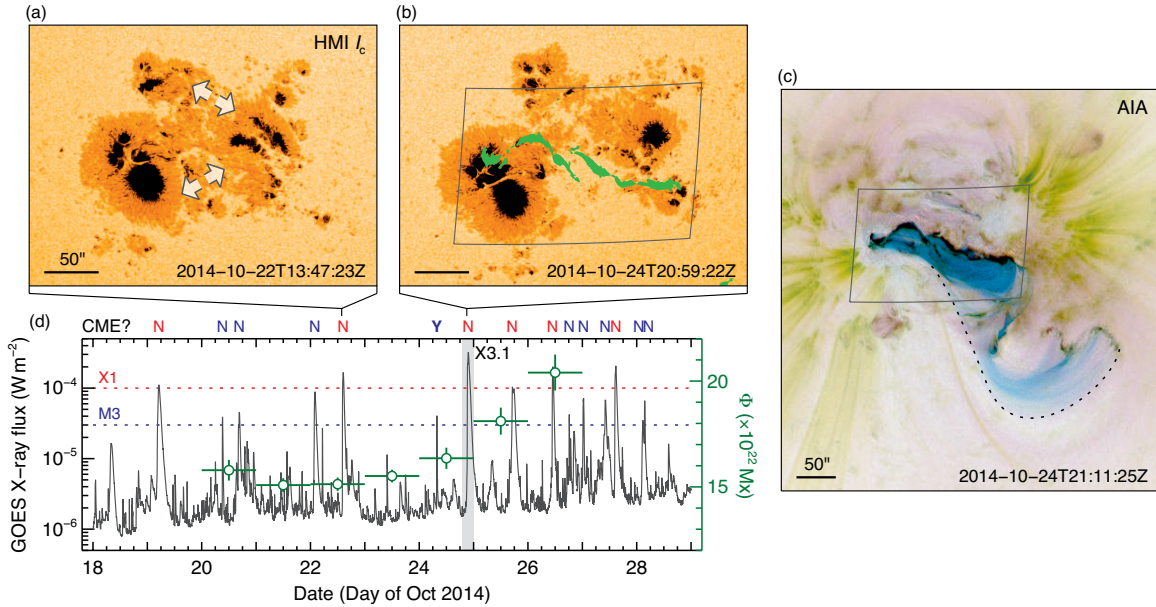 (a)
HMI Ic
50"
2014-10-22T13:47:23Z
(b)
2014-10-24T20:59:22Z
(c)
AIA
50"
2014-10-24T21:11:25Z
(d)
CME? N N N N N Y N N N N N N N N N
X3.1
X1
M3
GOES X-ray flux (W m−2)
10−4
10−5
10−6
20
15
Φ (×10^22 Mx)
18 20 22 24 26 28
Date (Day of Oct 2014)